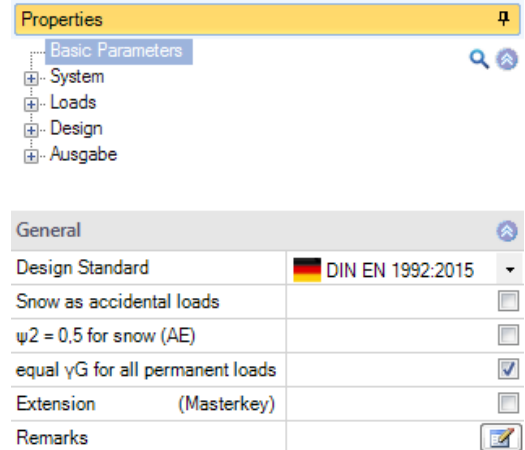 Properties
Basic Parameters
System
Loads
Design
Ausgabe
General
Design Standard DIN EN 1992:2015
Snow as accidental loads
ψ2 = 0,5 for snow (AE)
equal γG for all permanent loads
Extension (Masterkey)
Remarks